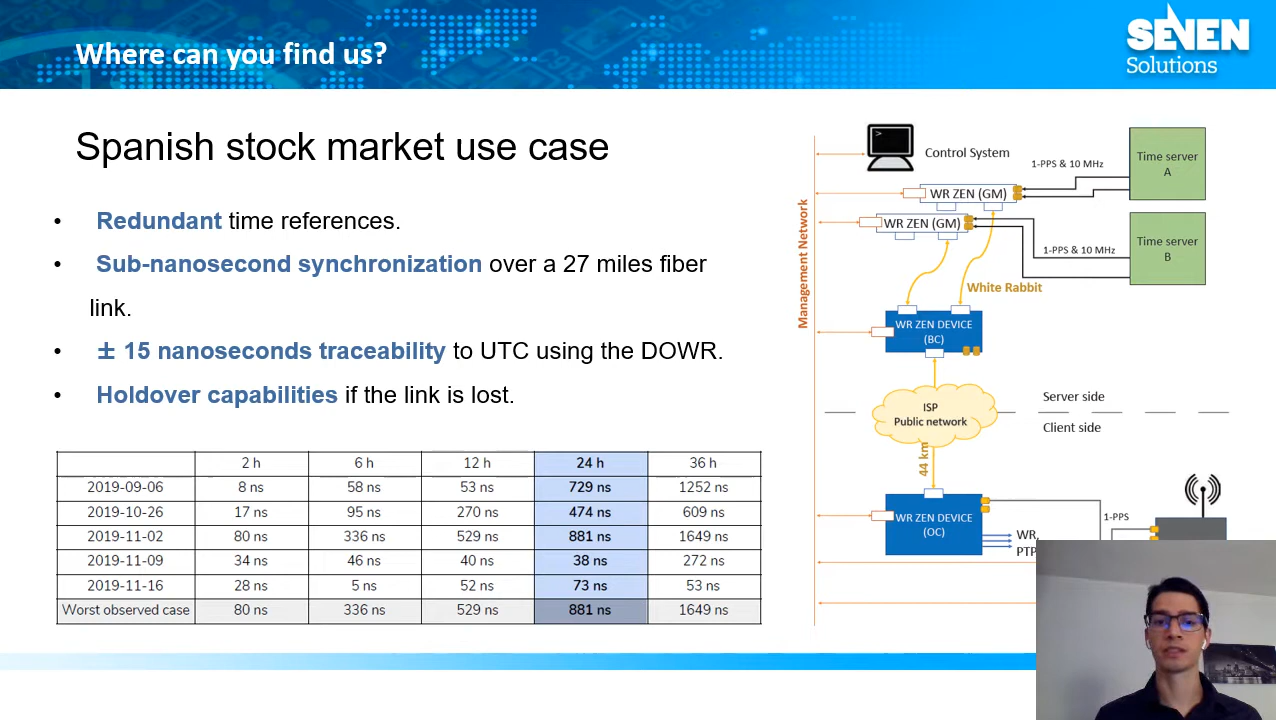 Where can you find us?
SEVEN
Solutions
Spanish stock market use case
• Redundant time references.
• Sub-nanosecond synchronization over a 27 miles fiber
link.
• ± 15 nanoseconds traceability to UTC using the DOWR.
• Holdover capabilities if the link is lost.
2 h 6 h 12 h 24 h 36 h
2019-09-06 8 ns 58 ns 53 ns 729 ns 1252 ns
2019-10-26 17 ns 95 ns 270 ns 474 ns 609 ns
2019-11-02 80 ns 336 ns 529 ns 881 ns 1649 ns
2019-11-09 34 ns 46 ns 40 ns 38 ns 272 ns
2019-11-16 28 ns 5 ns 52 ns 73 ns 53 ns
Worst observed case 80 ns 336 ns 529 ns 881 ns 1649 ns
Management Network
>
Control System
1-PPS & 10 MHz
Time server
A
WR ZEN (GM)
WR ZEN (GM)
1-PPS & 10 MHz
Time server
B
White Rabbit
WR ZEN DEVICE
(BC)
ISP
Public network
Server side
Client side
44 km
WR ZEN DEVICE
(OC)
1-PPS
WR,
PTP